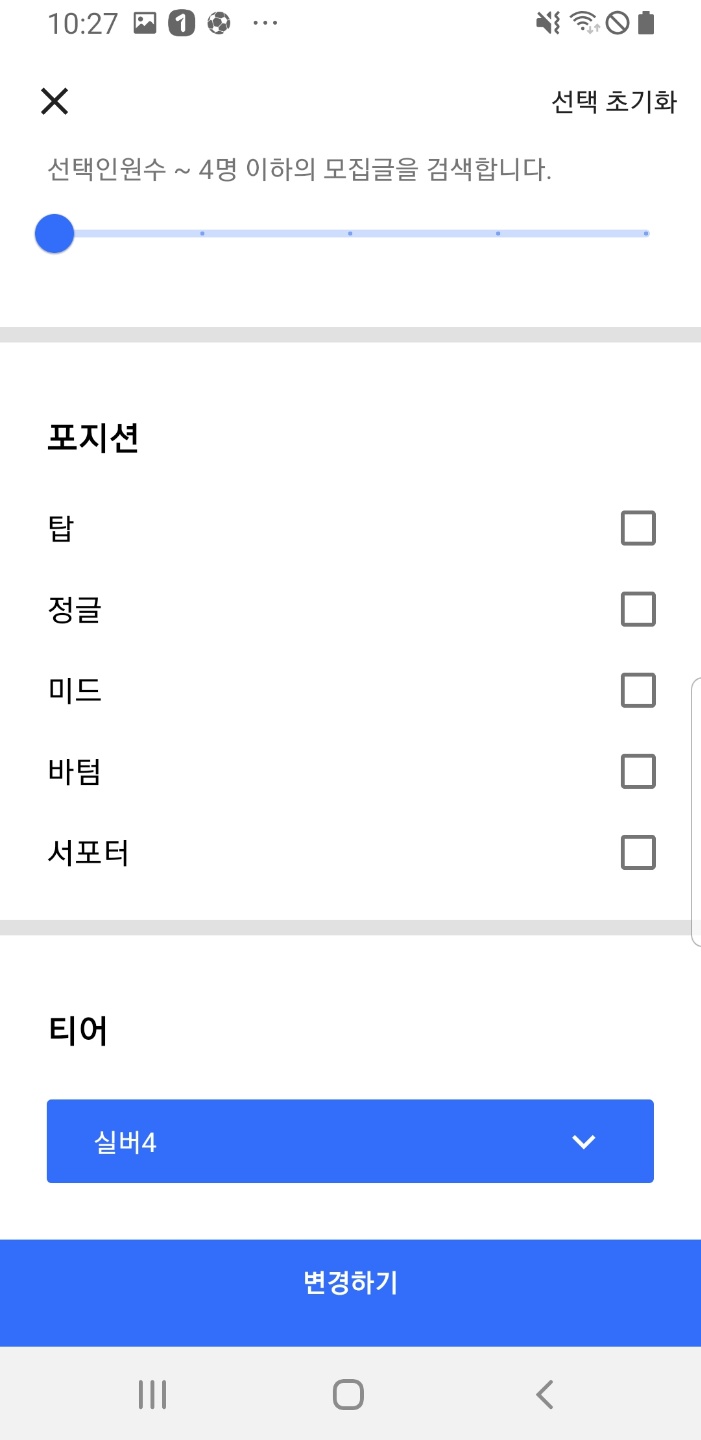 10:27
선택 초기화
선택인원수 ~ 4명 이하의 모집글을 검색합니다.
포지션
탑
정글
미드
바텀
서포터
티어
실버4
변경하기